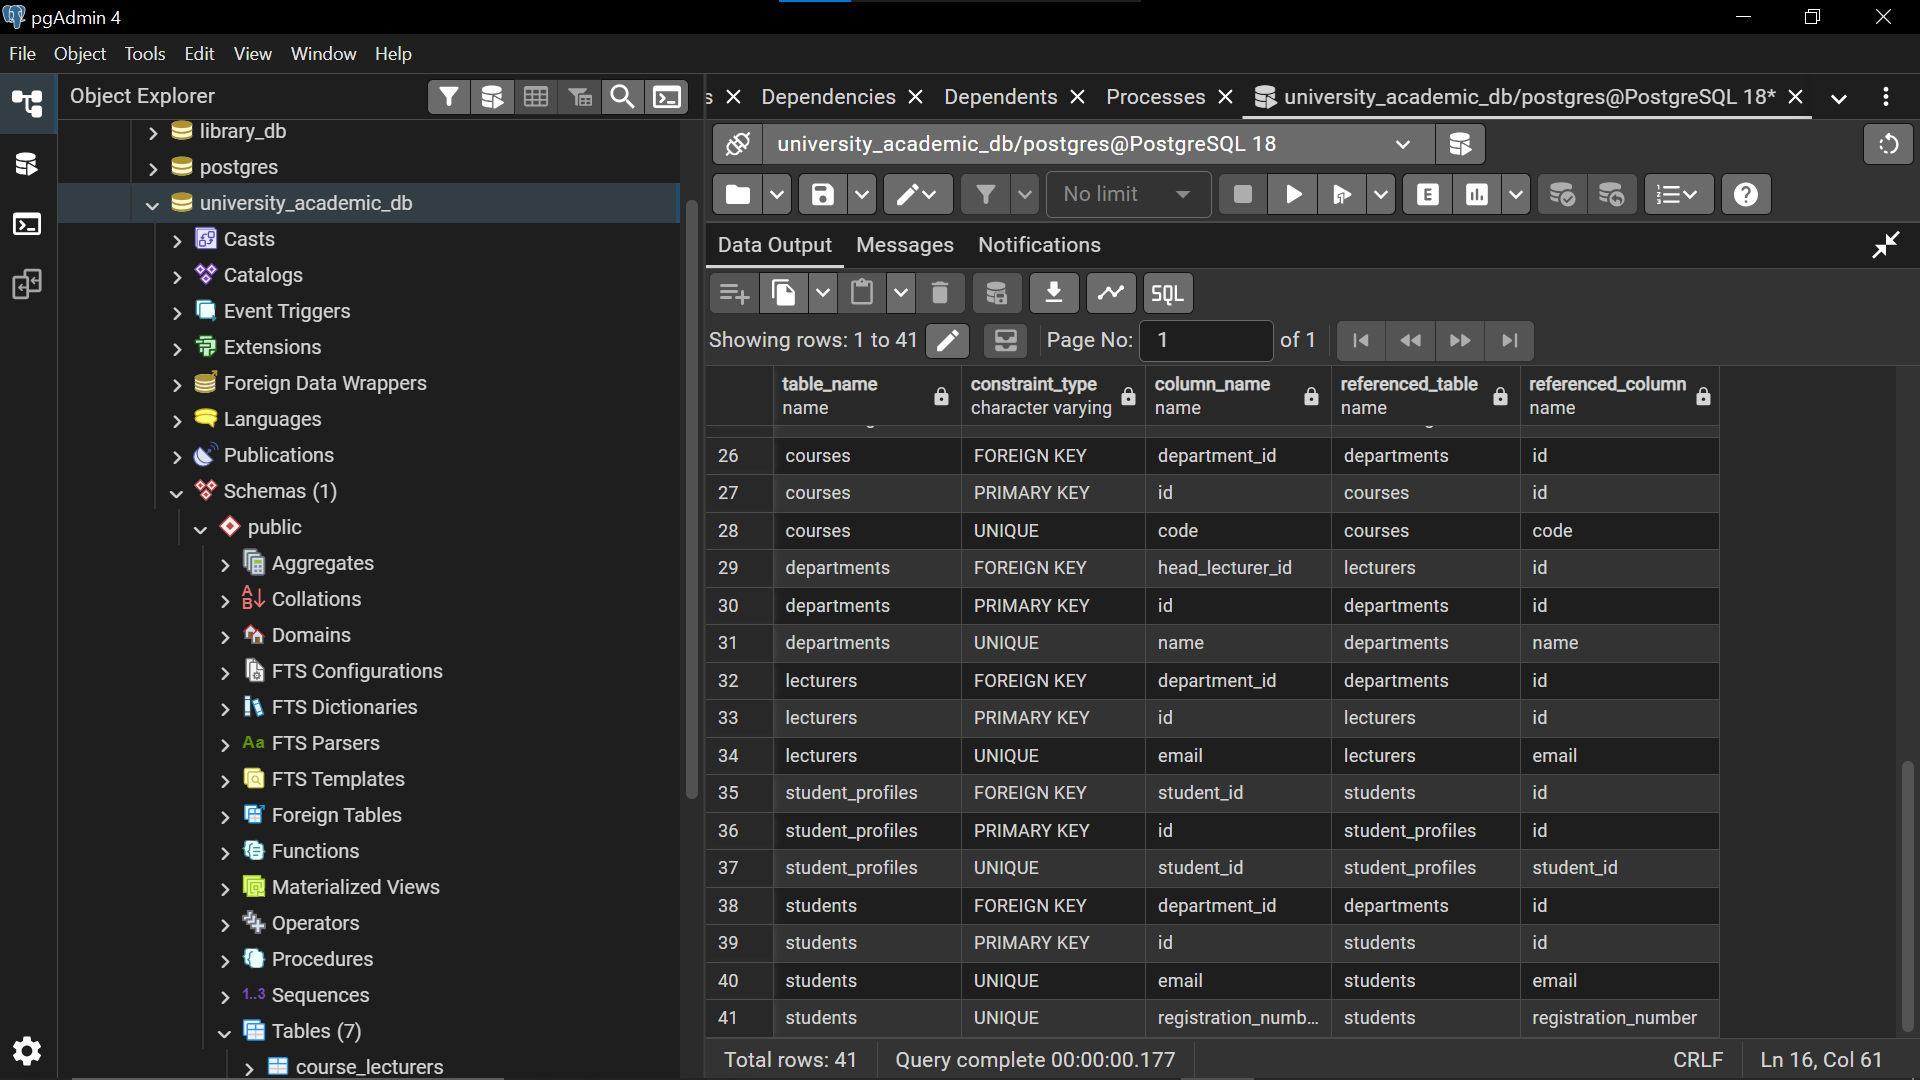 pgAdmin 4
File Object Tools Edit View Window Help
Object Explorer
library_db
postgres
university_academic_db
Casts
Catalogs
Event Triggers
Extensions
Foreign Data Wrappers
Languages
Publications
Schemas (1)
public
Aggregates
Collations
Domains
FTS Configurations
FTS Dictionaries
FTS Parsers
FTS Templates
Foreign Tables
Functions
Materialized Views
Operators
Procedures
1..3 Sequences
Tables (7)
course_lecturers
s Dependencies Dependents Processes university_academic_db/postgres@PostgreSQL 18*
university_academic_db/postgres@PostgreSQL 18
No limit
Data Output Messages Notifications
SQL
Showing rows: 1 to 41 Page No: 1 of 1
table_name constraint_type column_name referenced_table referenced_column
name character varying name name name
26 courses FOREIGN KEY department_id departments id
27 courses PRIMARY KEY id courses id
28 courses UNIQUE code courses code
29 departments FOREIGN KEY head_lecturer_id lecturers id
30 departments PRIMARY KEY id departments id
31 departments UNIQUE name departments name
32 lecturers FOREIGN KEY department_id departments id
33 lecturers PRIMARY KEY id lecturers id
34 lecturers UNIQUE email lecturers email
35 student_profiles FOREIGN KEY student_id students id
36 student_profiles PRIMARY KEY id student_profiles id
37 student_profiles UNIQUE student_id student_profiles student_id
38 students FOREIGN KEY department_id departments id
39 students PRIMARY KEY id students id
40 students UNIQUE email students email
41 students UNIQUE registration_numb... students registration_number
Total rows: 41 Query complete 00:00:00.177 CRLF Ln 16, Col 61